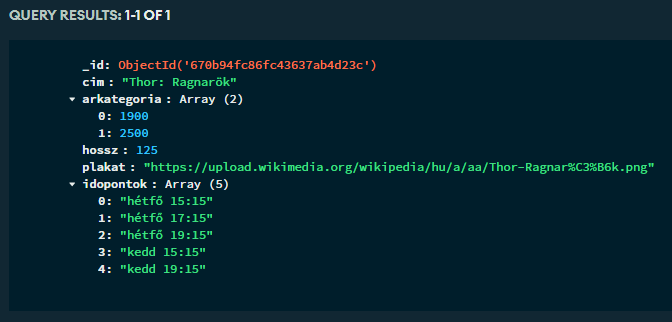 QUERY RESULTS: 1-1 OF 1
_id: ObjectId('670b94fc86fc43637ab4d23c')
cim : "Thor: Ragnarök"
arkategoria : Array (2)
0: 1900
1: 2500
hossz : 125
plakat : "https://upload.wikimedia.org/wikipedia/hu/a/aa/Thor-Ragnar%C3%B6k.png"
idopontok : Array (5)
0: "hétfő 15:15"
1: "hétfő 17:15"
2: "hétfő 19:15"
3: "kedd 15:15"
4: "kedd 19:15"